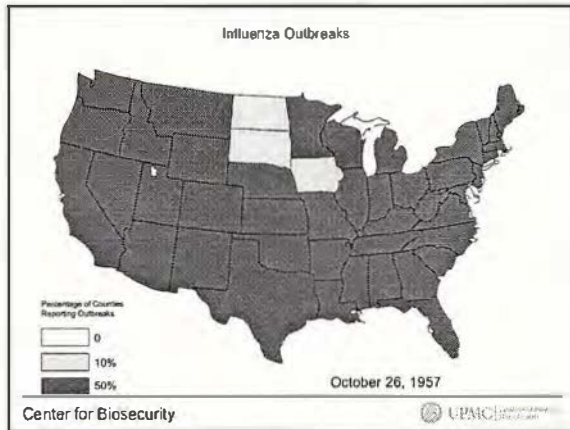 Influenza Outbreaks
Percentage of Counties
Reporting Outbreaks
0
10%
50%
October 26, 1957
Center for Biosecurity
UPMC